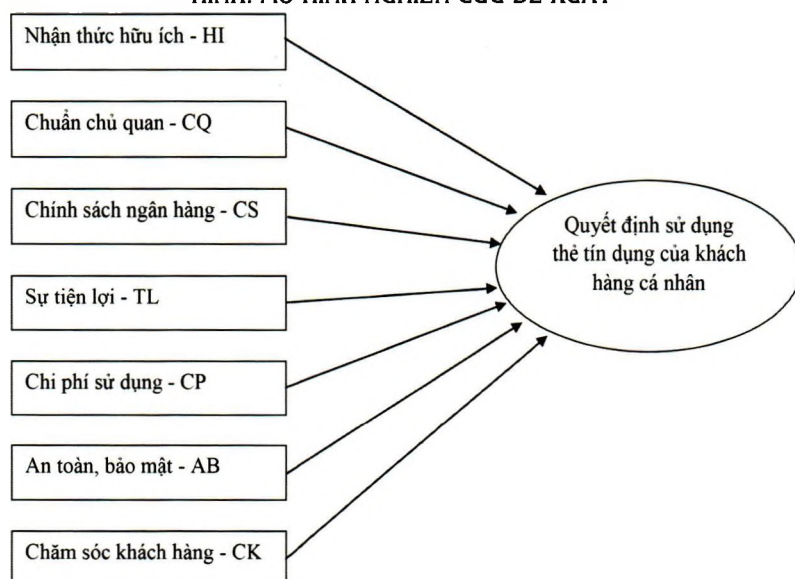 Nhận thức hữu ích - HI
Chuẩn chủ quan - CQ
Chính sách ngân hàng - CS
Sự tiện lợi - TL
Chi phí sử dụng - CP
An toàn, bảo mật - AB
Chăm sóc khách hàng - CK
Quyết định sử dụng
thẻ tín dụng của khách
hàng cá nhân